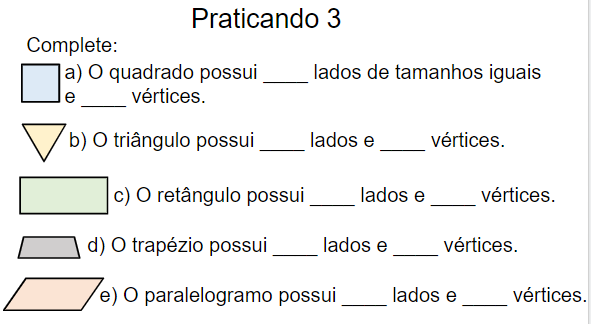 Praticando 3
Complete:
a) O quadrado possui ____ lados de tamanhos iguais
e ____ vértices.
b) O triângulo possui ____ lados e ____ vértices.
c) O retângulo possui ____ lados e ____ vértices.
d) O trapézio possui ____ lados e ____ vértices.
e) O paralelogramo possui ____ lados e ____ vértices.